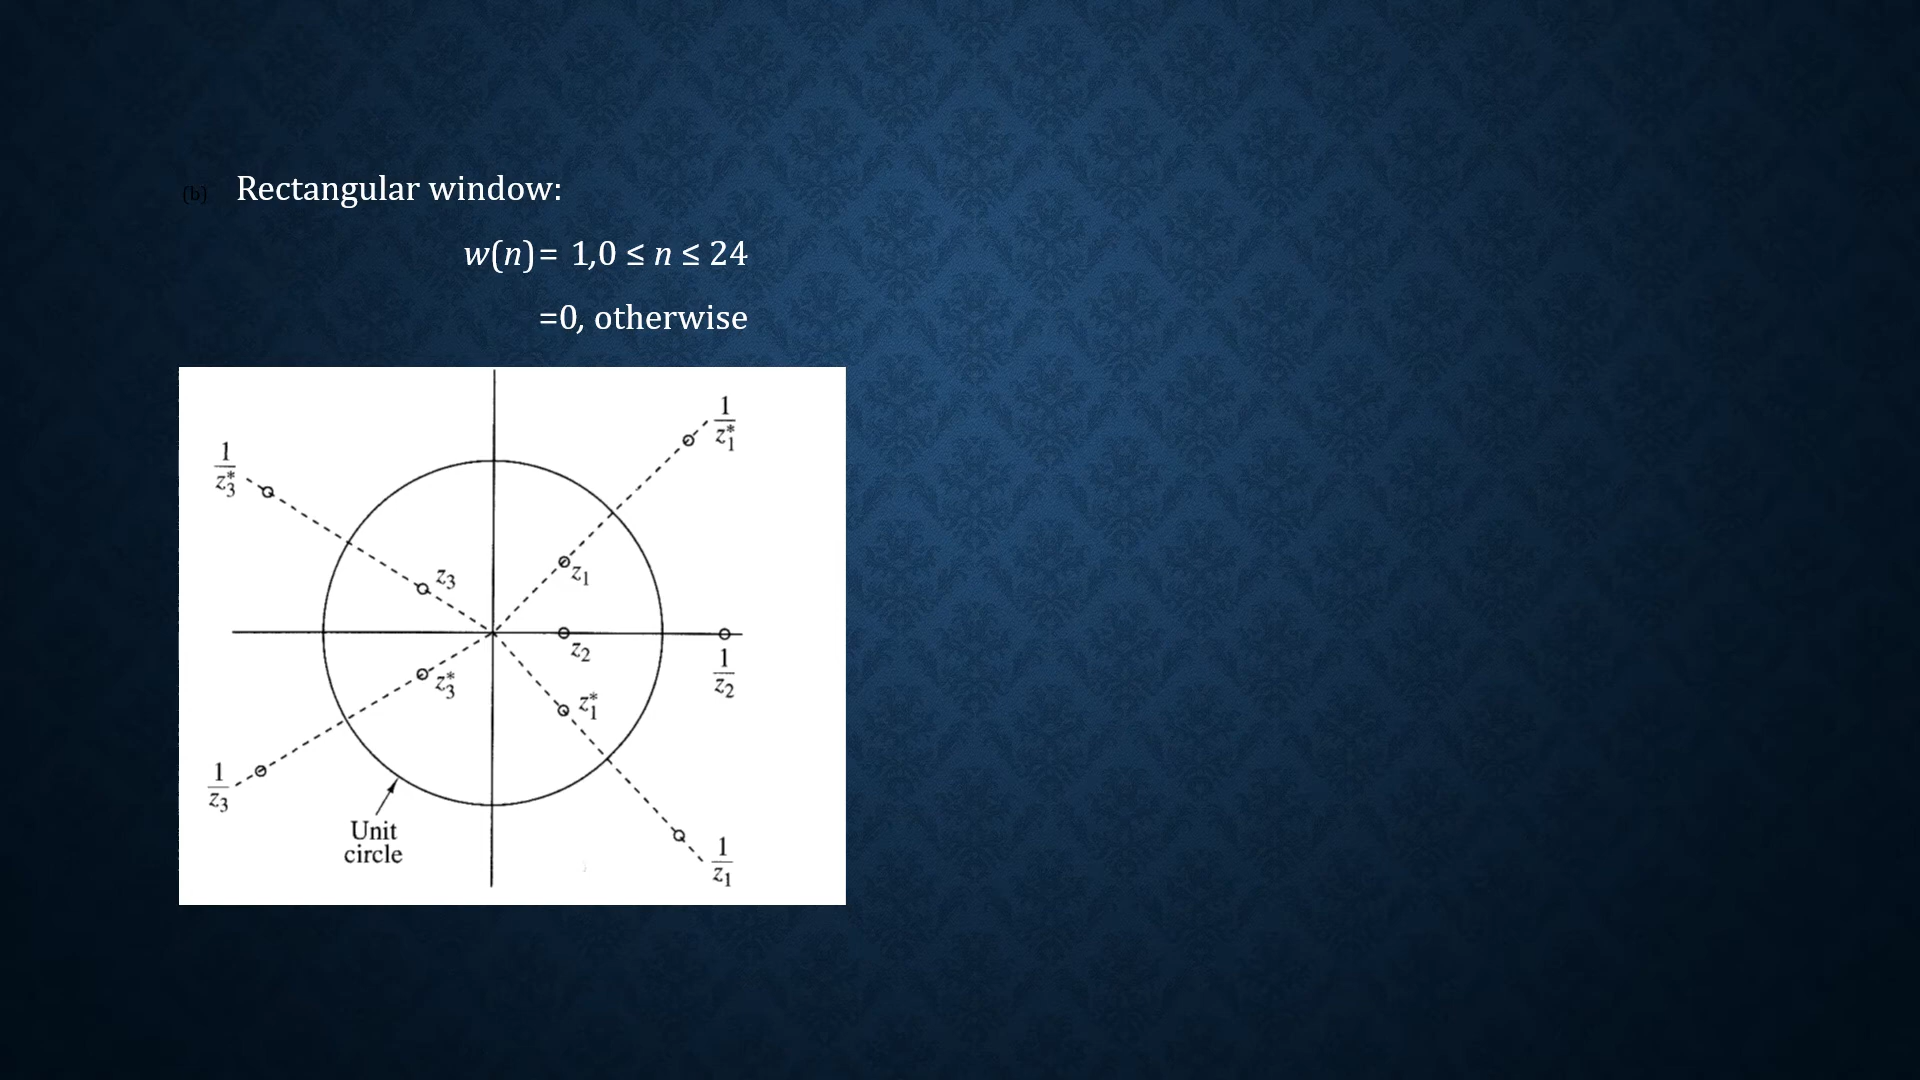 (b) Rectangular window:
w(n)= 1,0 ≤ n ≤ 24
=0, otherwise
1/z₁*
1/z₃*
z₃
z₁
z₂
1/z₂
z₃*
z₁*
1/z₃
Unit
circle
1/z₁